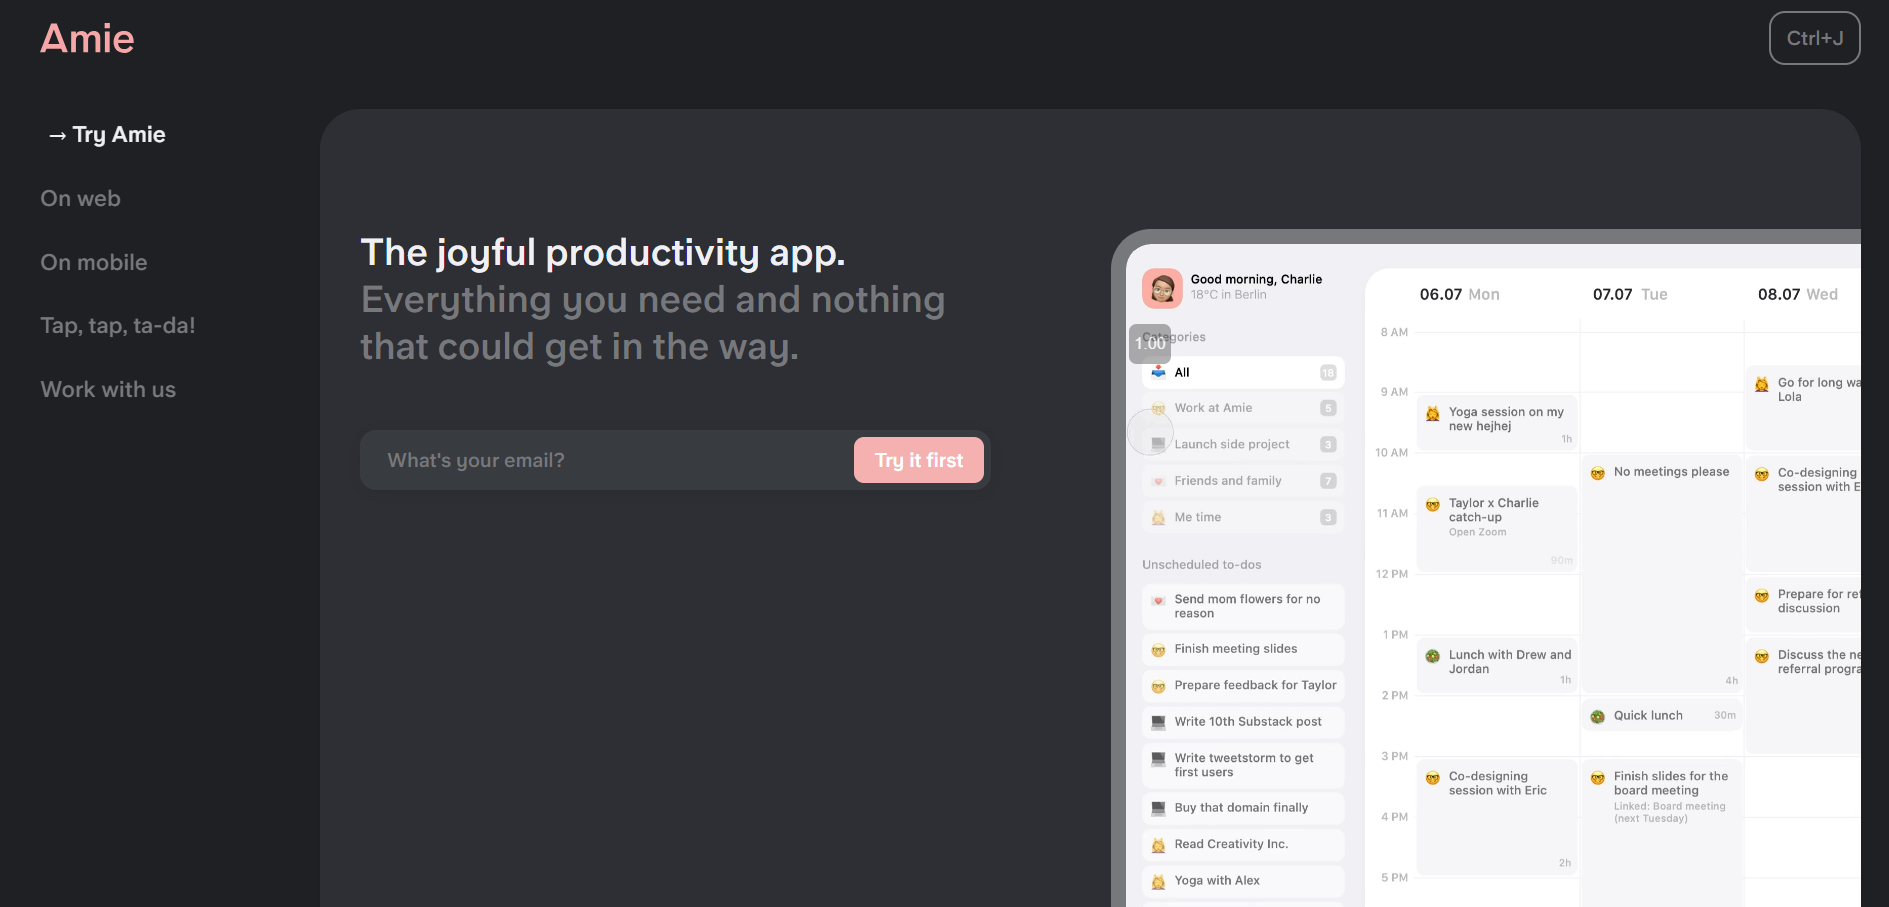 Amie
Ctrl+J
→ Try Amie
On web
On mobile
Tap, tap, ta-da!
Work with us
The joyful productivity app.
Everything you need and nothing
that could get in the way.
What's your email?
Try it first
Good morning, Charlie
18°C in Berlin
Categories
1.00
All 16
Work at Amie 5
Launch side project 3
Friends and family 7
Me time 3
Unscheduled to-dos
Send mom flowers for no
reason
Finish meeting slides
Prepare feedback for Taylor
Write 10th Substack post
Write tweetstorm to get
first users
Buy that domain finally
Read Creativity Inc.
Yoga with Alex
06.07 Mon
07.07 Tue
08.07 Wed
8 AM
9 AM
10 AM
11 AM
12 PM
1 PM
2 PM
3 PM
4 PM
5 PM
Yoga session on my
new hejhej
1h
Taylor x Charlie
catch-up
Open Zoom
90m
Lunch with Drew and
Jordan
1h
Co-designing
session with Eric
2h
No meetings please
4h
Quick lunch 30m
Finish slides for the
board meeting
Linked: Board meeting
(next Tuesday)
Go for long wa
Lola
Co-designing
session with E
Prepare for ref
discussion
Discuss the ne
referral progra